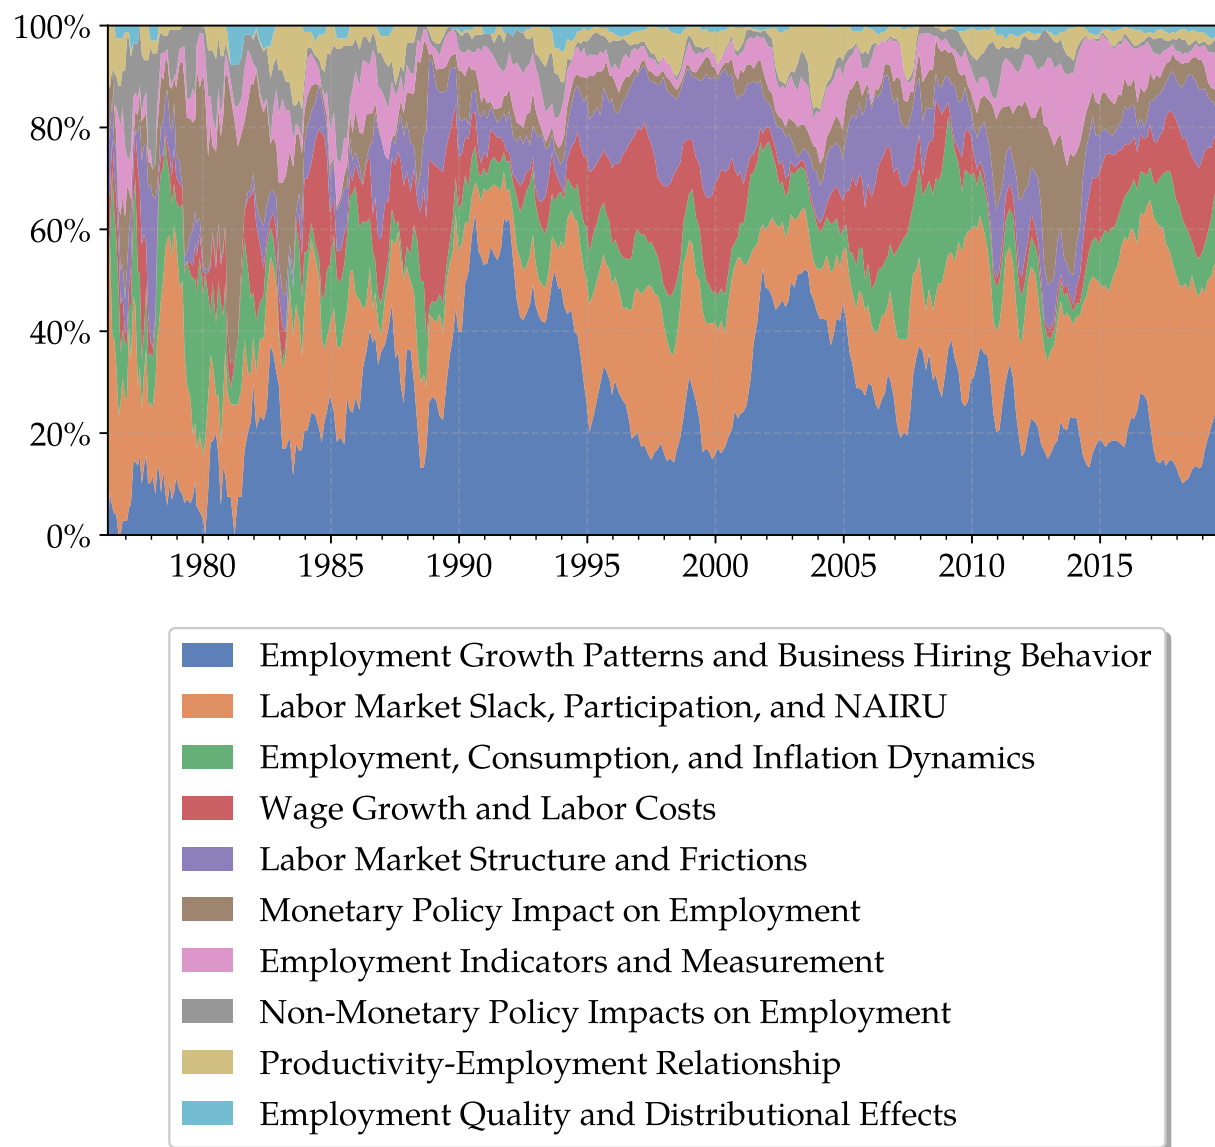 100%
80%
60%
40%
20%
0%
1980 1985 1990 1995 2000 2005 2010 2015
Employment Growth Patterns and Business Hiring Behavior
Labor Market Slack, Participation, and NAIRU
Employment, Consumption, and Inflation Dynamics
Wage Growth and Labor Costs
Labor Market Structure and Frictions
Monetary Policy Impact on Employment
Employment Indicators and Measurement
Non-Monetary Policy Impacts on Employment
Productivity-Employment Relationship
Employment Quality and Distributional Effects